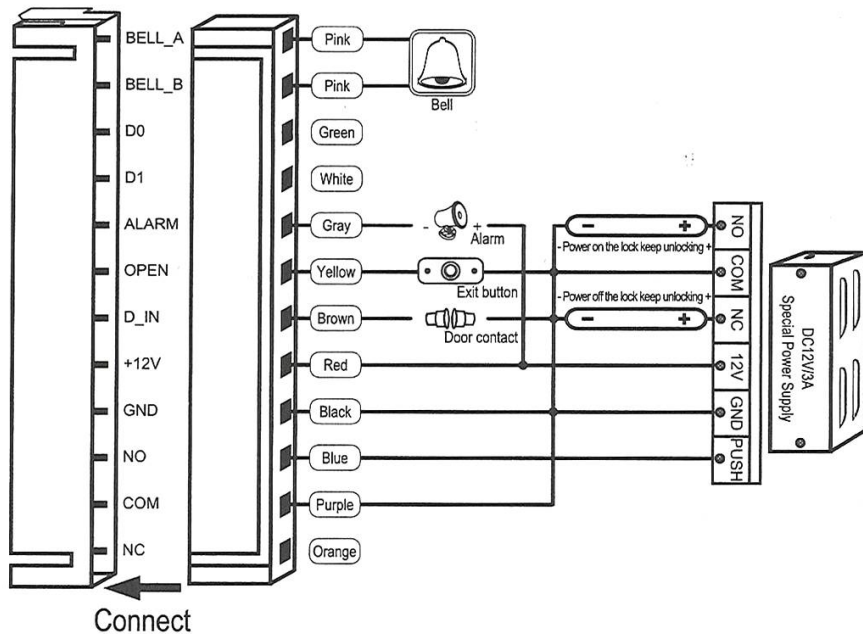 BELL_A
BELL_B
D0
D1
ALARM
OPEN
D_IN
+12V
GND
NO
COM
NC
Connect
Pink
Pink
Green
White
Gray
Yellow
Brown
Red
Black
Blue
Purple
Orange
Bell
- +
Alarm
Exit button
Door contact
- +
- Power on the lock keep unlocking +
- Power off the lock keep unlocking +
- +
NO
COM
NC
12V
GND
PUSH
DC12V/3A
Special Power Supply